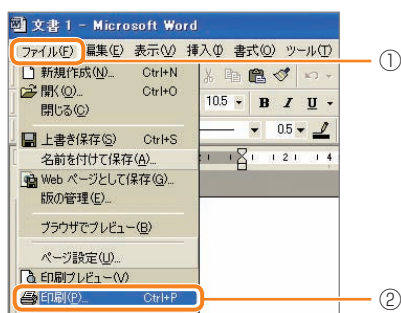 文書 1 - Microsoft Word
ファイル(F) 編集(E) 表示(V) 挿入(I) 書式(O) ツール(T)
①
新規作成(N)... Ctrl+N
開く(O)... Ctrl+O
閉じる(C)
10.5 B I U
上書き保存(S) Ctrl+S
0.5
名前を付けて保存(A)...
2 4
Web ページとして保存(G)...
版の管理(E)...
ブラウザでプレビュー(B)
ページ設定(U)...
印刷プレビュー(V)
印刷(P)... Ctrl+P
②